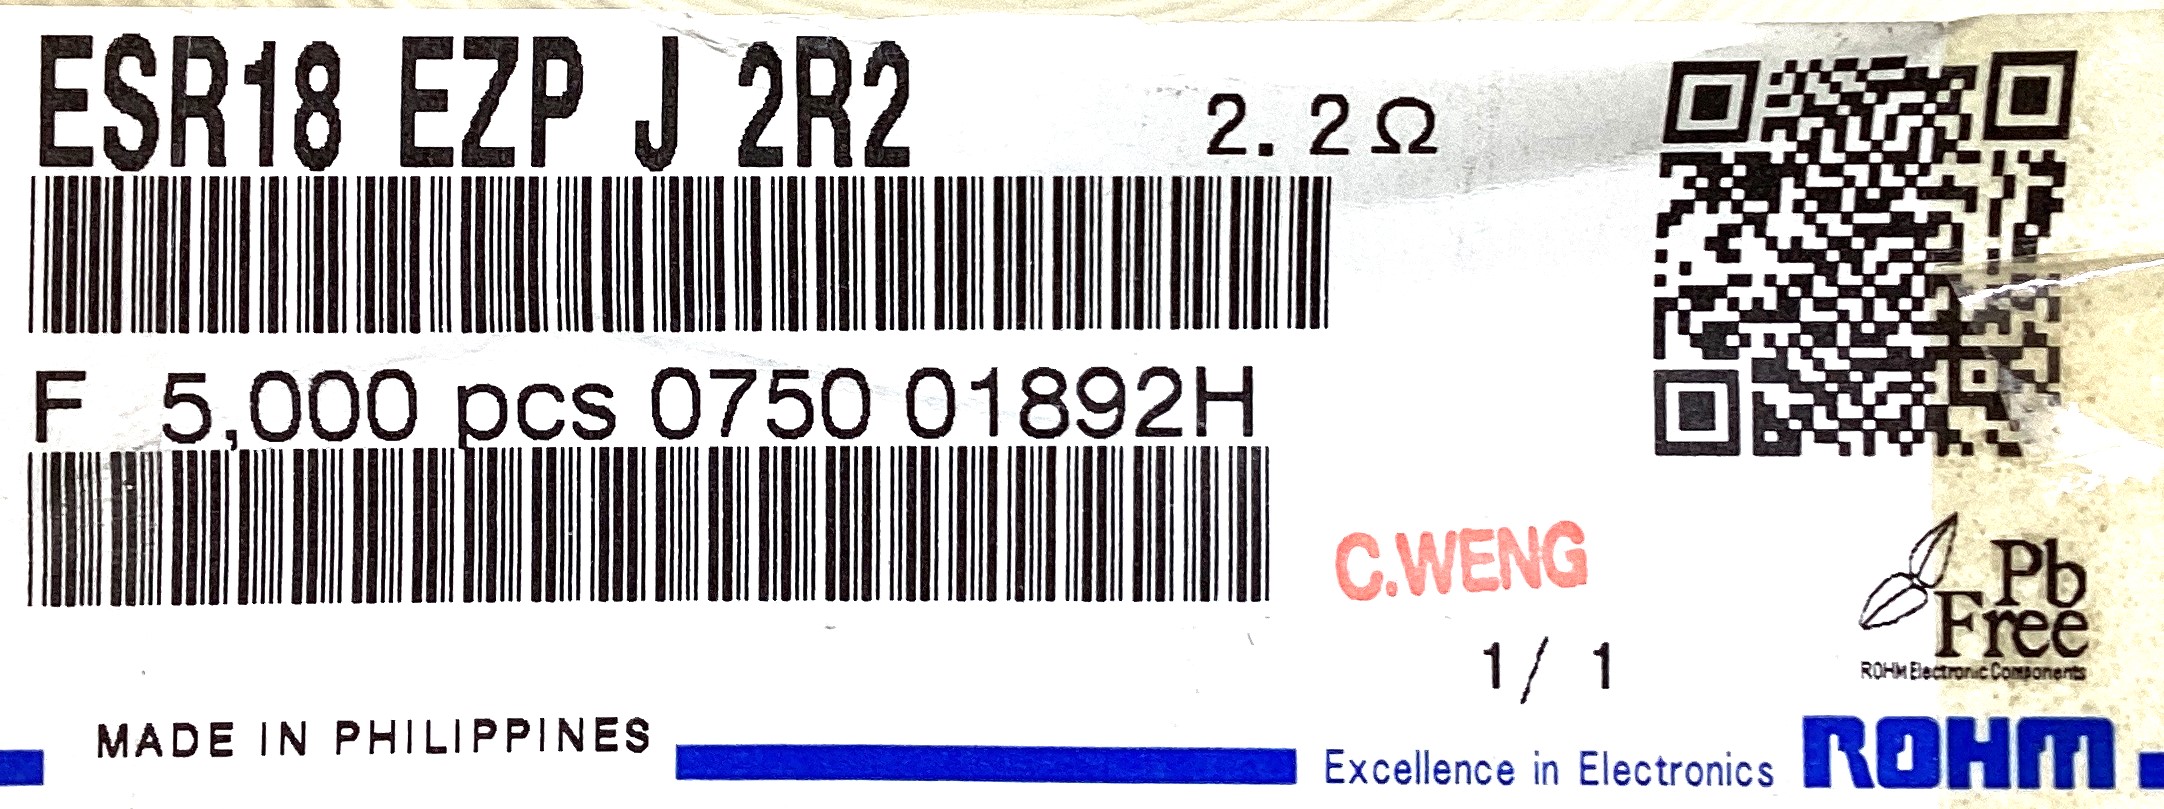 ESR18 EZP J 2R2 2.2Ω
F 5,000 pcs 0750 01892H
C.WENG
1/ 1
Pb
Free
ROHM Electronic Components
MADE IN PHILIPPINES
Excellence in Electronics ROHM